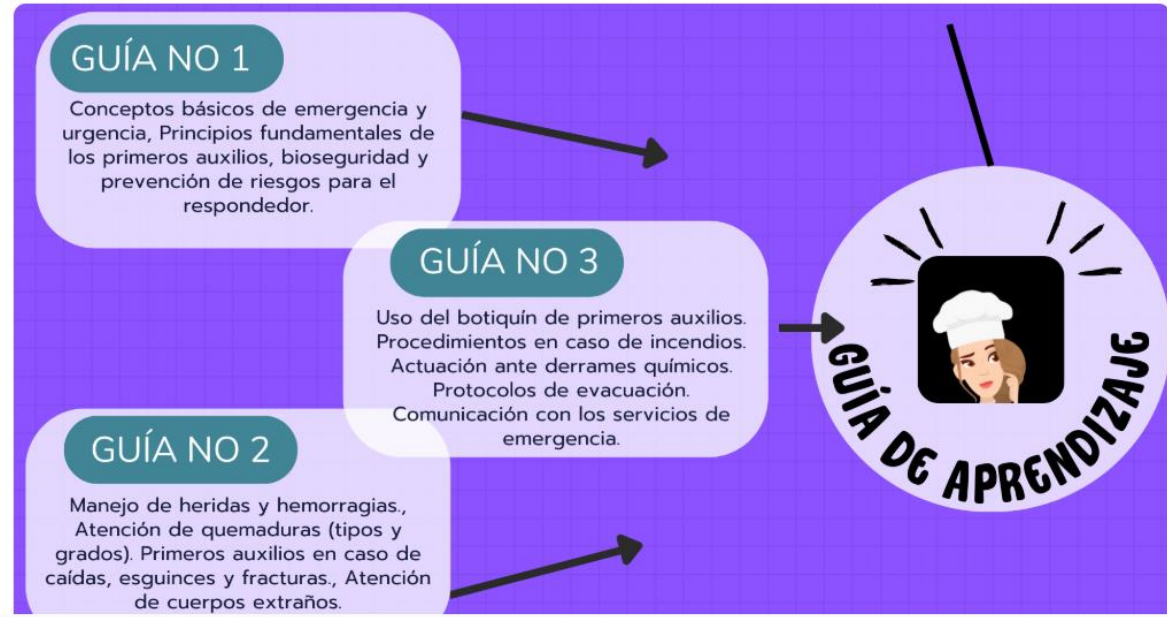 GUÍA NO 1
Conceptos básicos de emergencia y
urgencia, Principios fundamentales de
los primeros auxilios, bioseguridad y
prevención de riesgos para el
respondedor.
GUÍA NO 3
Uso del botiquín de primeros auxilios.
Procedimientos en caso de incendios.
Actuación ante derrames químicos.
Protocolos de evacuación.
Comunicación con los servicios de
emergencia.
GUÍA NO 2
Manejo de heridas y hemorragias.,
Atención de quemaduras (tipos y
grados). Primeros auxilios en caso de
caídas, esguinces y fracturas., Atención
de cuerpos extraños.
GUÍA DE APRENDIZAJE